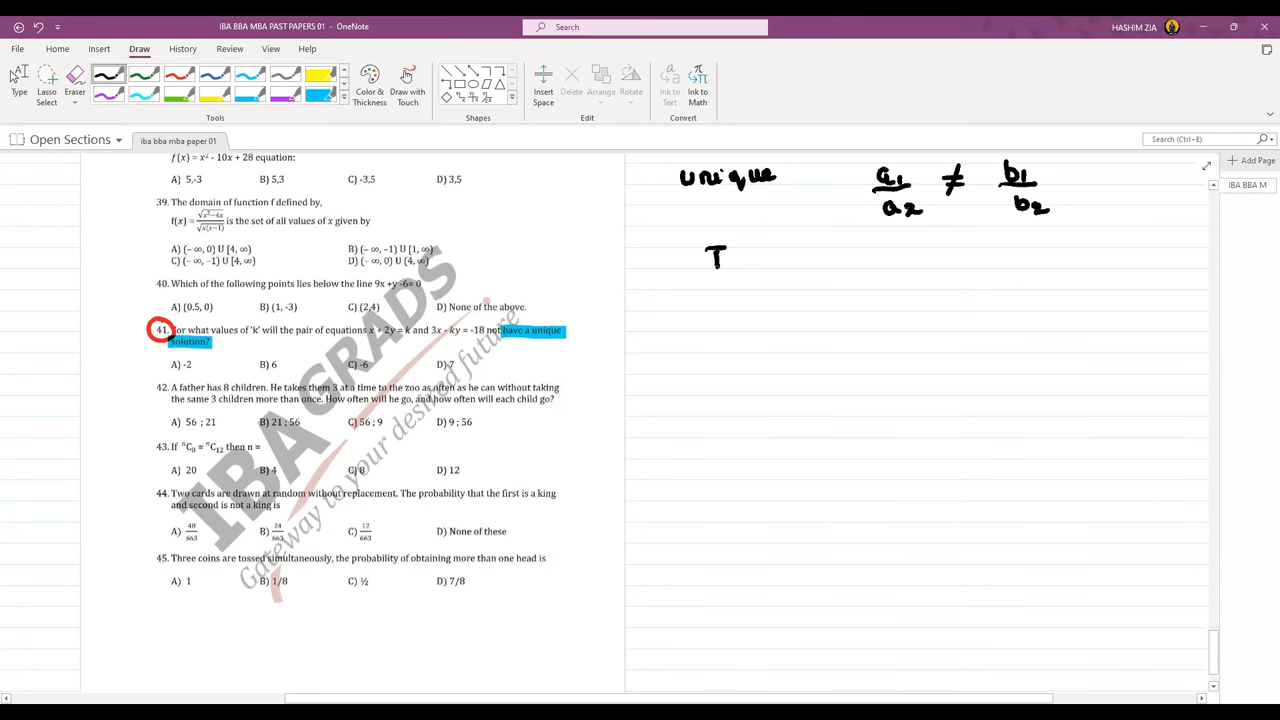 IBA BBA MBA PAST PAPERS 01 - OneNote
Search
HASHIM ZIA
File Home Insert Draw History Review View Help
Type
Lasso Select
Eraser
Color & Thickness
Draw with Touch
Insert Space
Delete
Arrange
Rotate
Ink to Text
Ink to Math
Tools
Shapes
Edit
Convert
Open Sections
iba bba mba paper 01
Search (Ctrl+E)
Add Page
IBA BBA M
f(x) = x² - 10x + 28 equation:
A) 5,-3 B) 5,3 C) -3,5 D) 3,5
39. The domain of function f defined by,
f(x) = √x²−4x / √x(x−1) is the set of all values of x given by
A) (− ∞, 0) U [4, ∞) B) (− ∞, −1) U [1, ∞)
C) (− ∞, −1) U [4, ∞) D) (− ∞, 0) U (4, ∞)
40. Which of the following points lies below the line 9x +y -6= 0
A) (0.5, 0) B) (1, -3) C) (2,4) D) None of the above.
41. For what values of 'k' will the pair of equations x + 2y = k and 3x - ky = -18 not have a unique
solution?
A) -2 B) 6 C) -6 D) 7
42. A father has 8 children. He takes them 3 at a time to the zoo as often as he can without taking
the same 3 children more than once. How often will he go, and how often will each child go?
A) 56 ; 21 B) 21 ; 56 C) 56 ; 9 D) 9 ; 56
43. If ⁿC₈ = ⁿC₁₂ then n =
A) 20 B) 4 C) 8 D) 12
44. Two cards are drawn at random without replacement. The probability that the first is a king
and second is not a king is
A) 48/663 B) 24/663 C) 12/663 D) None of these
45. Three coins are tossed simultaneously, the probability of obtaining more than one head is
A) 1 B) 1/8 C) ½ D) 7/8
IBA GRADS
Gateway to your desired future
unique a₁/a₂ ≠ b₁/b₂
I